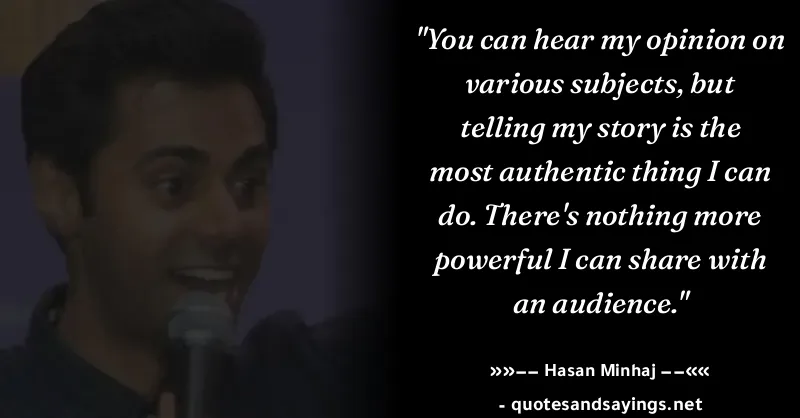 "You can hear my opinion on
various subjects, but
telling my story is the
most authentic thing I can
do. There's nothing more
powerful I can share with
an audience."
»»−− Hasan Minhaj −−««
- quotesandsayings.net